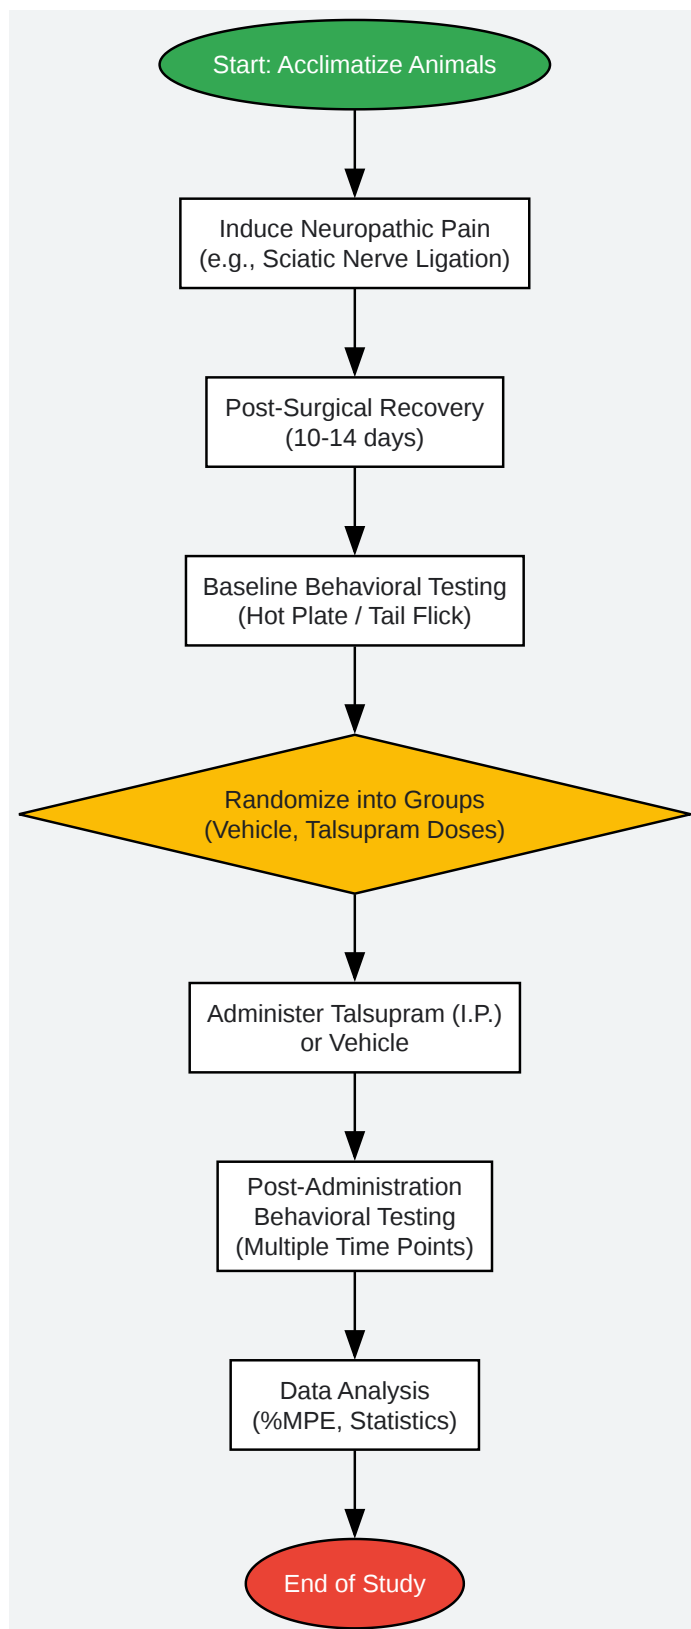 Start: Acclimatize Animals
Induce Neuropathic Pain
(e.g., Sciatic Nerve Ligation)
Post-Surgical Recovery
(10-14 days)
Baseline Behavioral Testing
(Hot Plate / Tail Flick)
Randomize into Groups
(Vehicle, Talsupram Doses)
Administer Talsupram (I.P.)
or Vehicle
Post-Administration
Behavioral Testing
(Multiple Time Points)
Data Analysis
(%MPE, Statistics)
End of Study